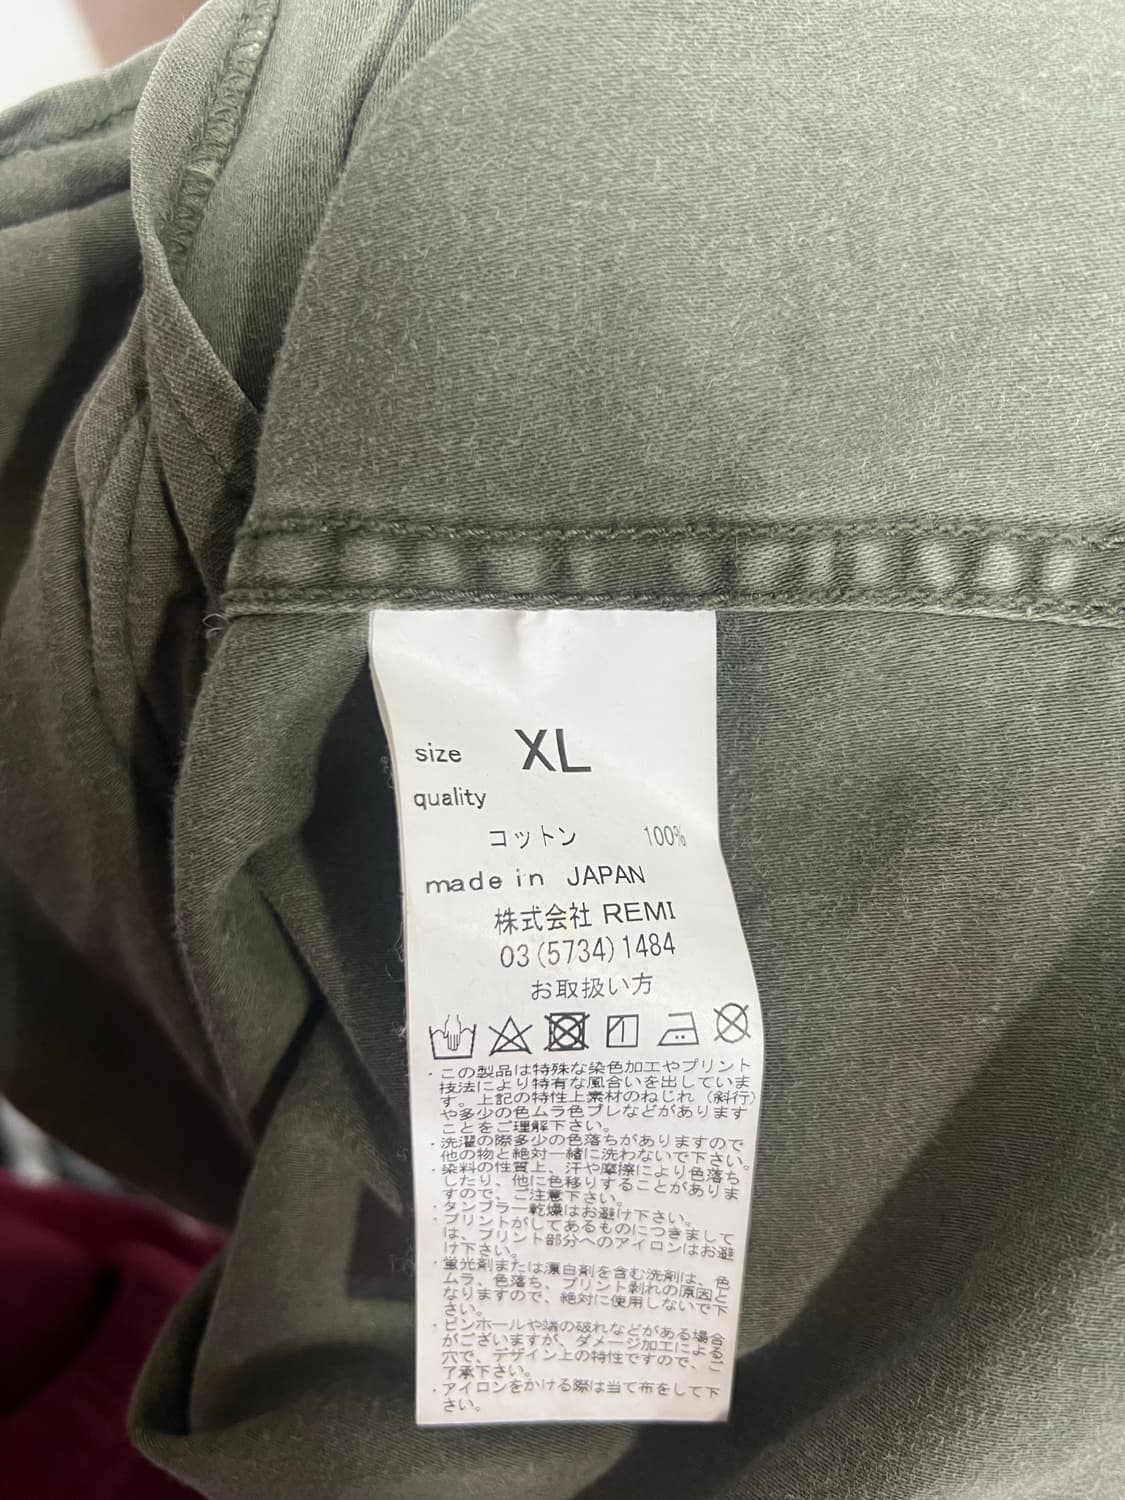 size XL
quality
コットン 100%
made in JAPAN
株式会社 REMI
03(5734)1484
お取扱い方
・この製品は特殊な染色加工やプリント
技法により特有な風合いを出していま
す。上記の特性上素材のねじれ（斜行）
や多少の色ムラ色ブレなどがあります
ことをご理解下さい。
・洗濯の際多少の色落ちがありますので
他の物と絶対一緒に洗わないで下さい。
・染料の性質上、汗や摩擦により色落ち
したり、他に色移りすることがありま
すので、ご注意下さい。
・タンブラー乾燥はお避け下さい。
・プリントがしてあるものにつきまして
は、プリント部分へのアイロンはお避
け下さい。
・蛍光剤または漂白剤を含む洗剤は、色
ムラ、色落ち、プリント剥れの原因と
なりますので、絶対に使用しないで下
さい。
・ピンホールや端の破れなどがある場合
がございますが、ダメージ加工による
穴で、デザイン上の特性ですので、ご
了承下さい。
・アイロンをかける際は当て布をして下
さい。